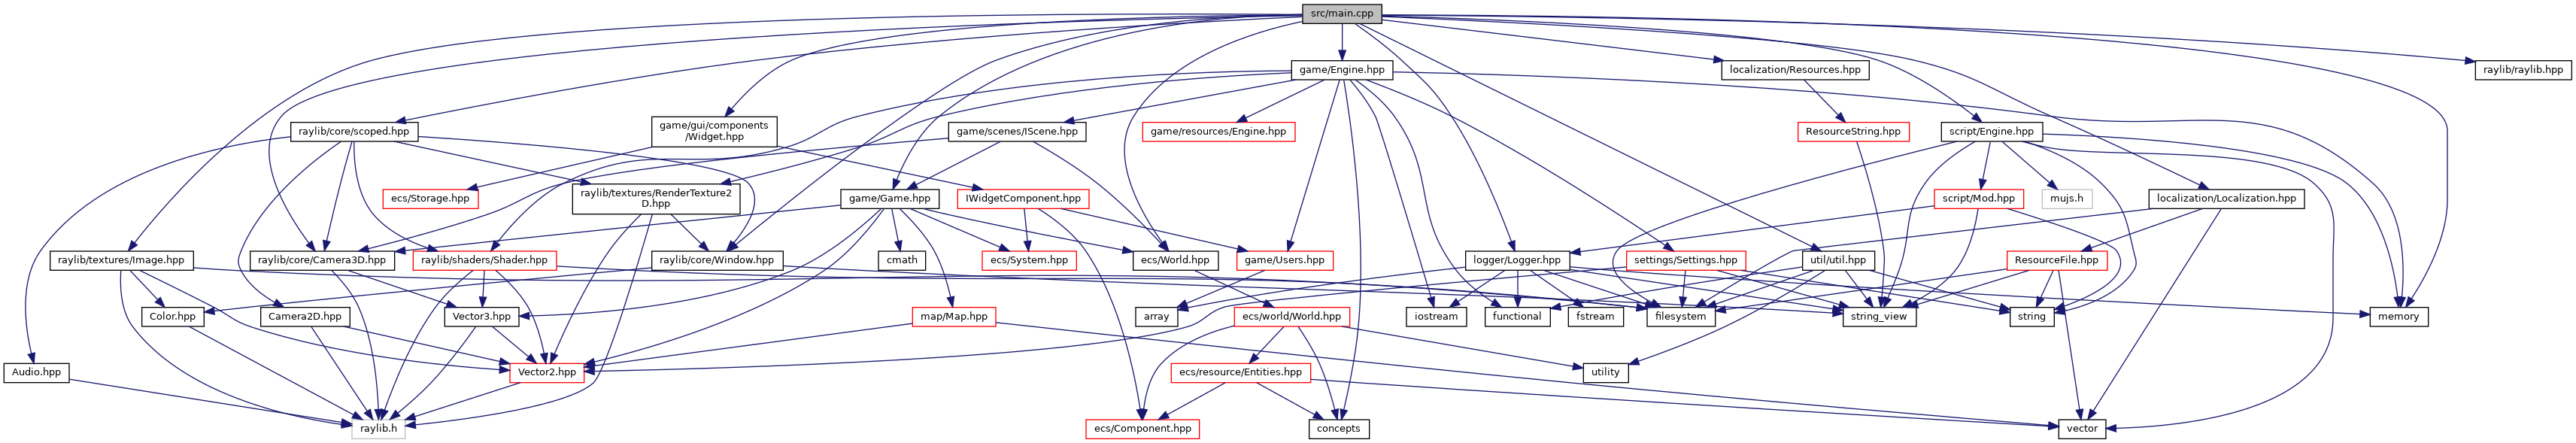 src/main.cpp
game/Engine.hpp
localization/Resources.hpp
raylib/raylib.hpp
raylib/core/scoped.hpp
game/gui/components
/Widget.hpp
game/scenes/IScene.hpp
game/resources/Engine.hpp
ResourceString.hpp
script/Engine.hpp
ecs/Storage.hpp
raylib/textures/RenderTexture2
D.hpp
game/Game.hpp
IWidgetComponent.hpp
script/Mod.hpp
mujs.h
localization/Localization.hpp
raylib/textures/Image.hpp
raylib/core/Camera3D.hpp
raylib/shaders/Shader.hpp
raylib/core/Window.hpp
cmath
ecs/System.hpp
ecs/World.hpp
game/Users.hpp
logger/Logger.hpp
settings/Settings.hpp
util/util.hpp
ResourceFile.hpp
Color.hpp
Camera2D.hpp
Vector3.hpp
map/Map.hpp
array
ecs/world/World.hpp
iostream
functional
fstream
filesystem
string_view
string
memory
Audio.hpp
Vector2.hpp
ecs/resource/Entities.hpp
utility
raylib.h
ecs/Component.hpp
concepts
vector